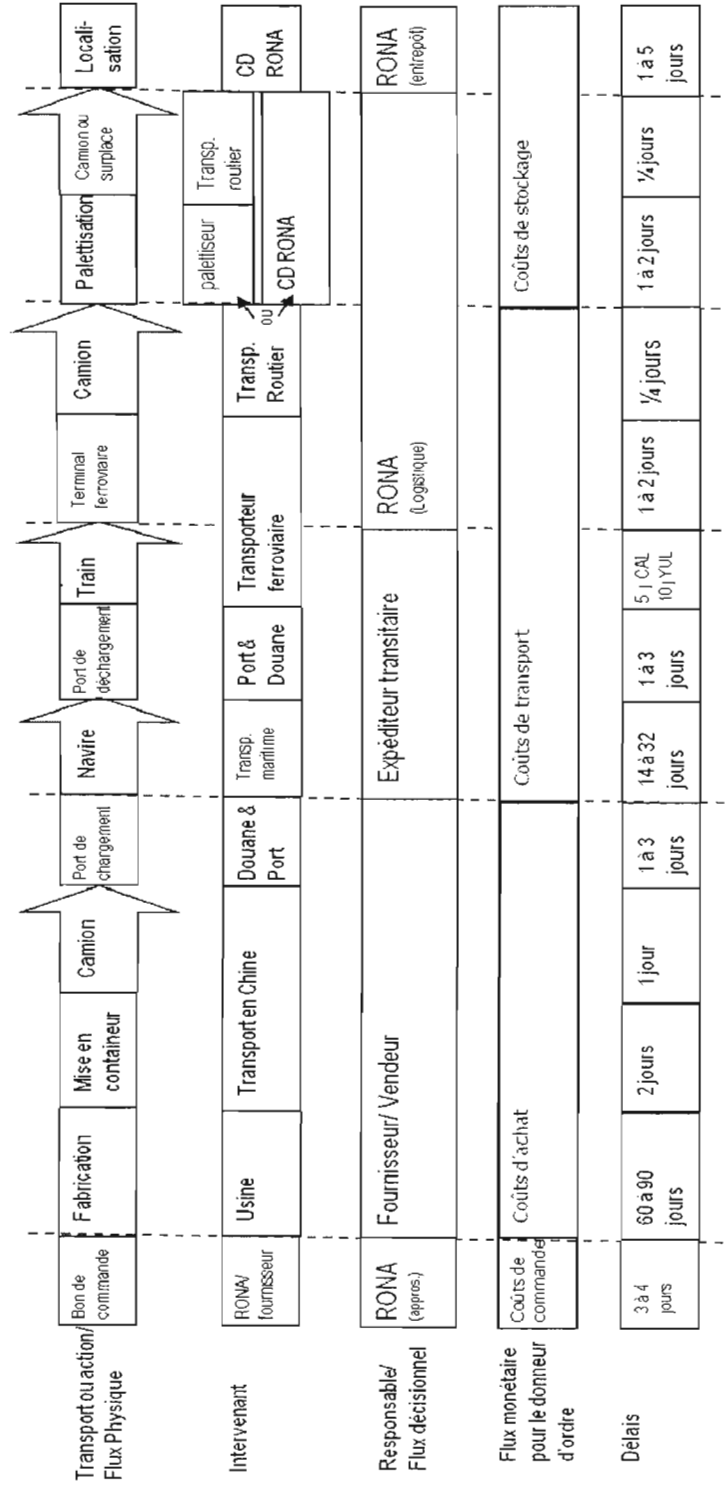 Transport ou action/
Flux Physique
Bon de
commande
Fabrication
Mise en
containeur
Camion
Port de
chargement
Navire
Port de
déchargement
Train
Terminal
ferroviaire
Camion
Palettisation
Camion ou
surplace
Locali-
sation
Intervenant
RONA/
fournisseur
Usine
Transport en Chine
Douane &
Port
Transp.
maritime
Port &
Douane
Transporteur
ferroviaire
Transp.
Routier
ou
palettiseur
Transp.
routier
CD RONA
CD
RONA
Responsable/
Flux décisionnel
RONA
(appros.)
Fournisseur/ Vendeur
Expéditeur transitaire
RONA
(Logistique)
RONA
(entrepôt)
Flux monétaire
pour le donneur
d'ordre
Coûts de
commande
Coûts d'achat
Coûts de transport
Coûts de stockage
Délais
3 à 4
jours
60 à 90
jours
2 jours
1 jour
1 à 3
jours
14 à 32
jours
1 à 3
jours
5 j CAL
10 j YUL
1 à 2 jours
¼ jours
1 à 2 jours
¼ jours
1 à 5
jours